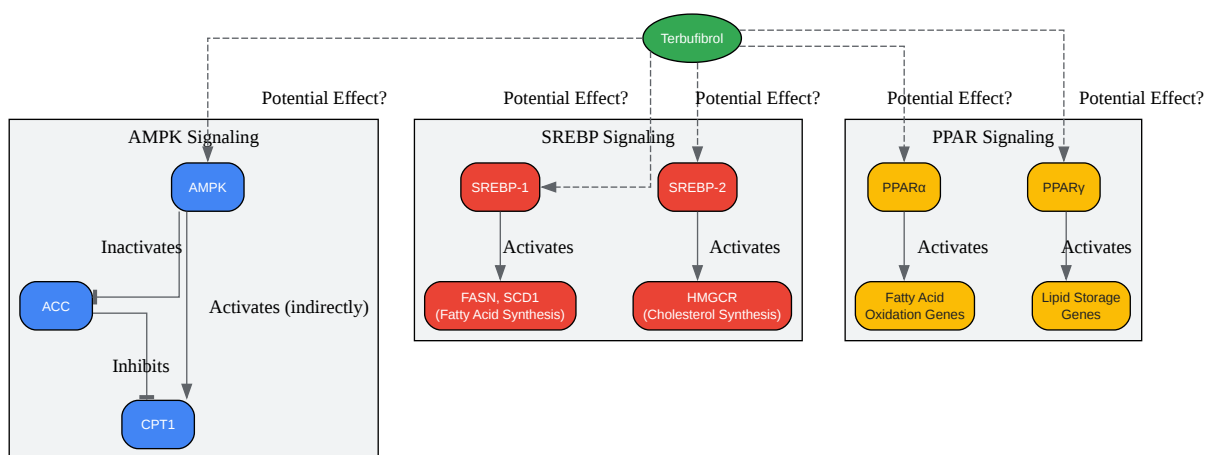 Terbufibrol
Potential Effect?
Potential Effect?
Potential Effect?
Potential Effect?
Potential Effect?
AMPK Signaling
SREBP Signaling
PPAR Signaling
AMPK
SREBP-1
SREBP-2
PPARα
PPARγ
Inactivates
Activates
Activates
Activates
Activates
ACC
Activates (indirectly)
FASN, SCD1
(Fatty Acid Synthesis)
HMGCR
(Cholesterol Synthesis)
Fatty Acid
Oxidation Genes
Lipid Storage
Genes
Inhibits
CPT1